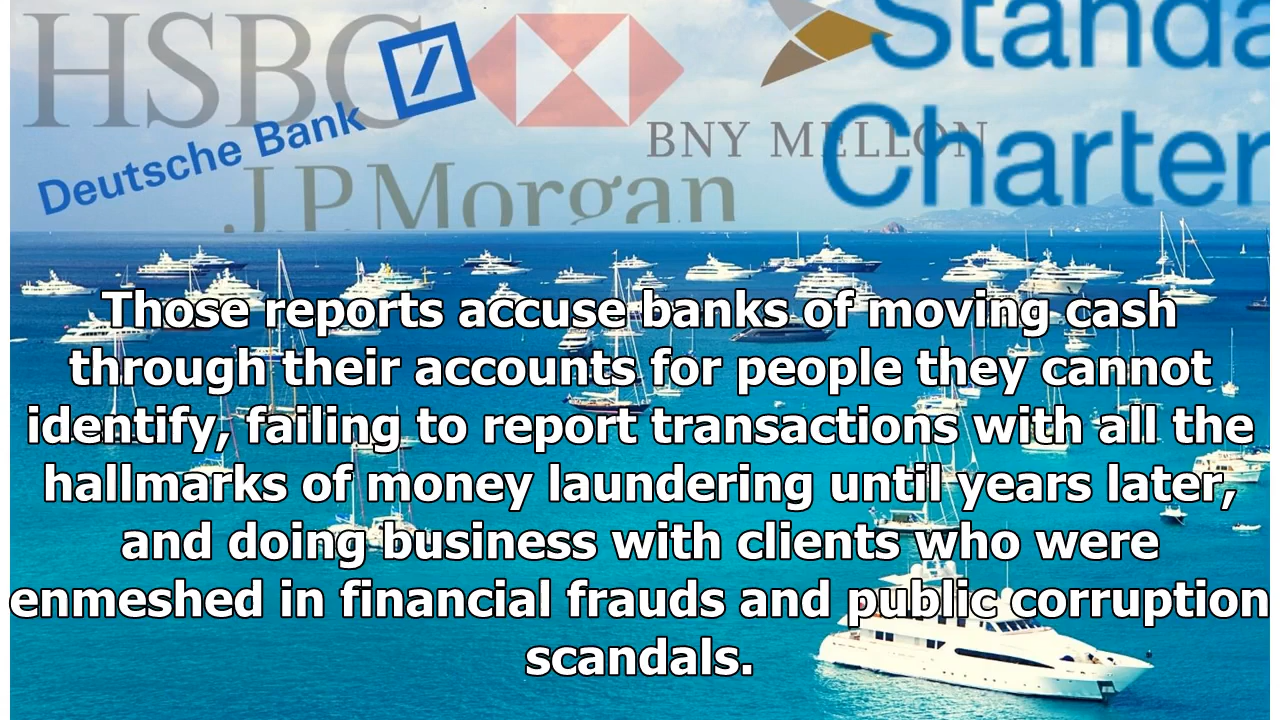 HSBC
Standa
Deutsche Bank
BNY MELLON
Charter
J.P.Morgan
Those reports accuse banks of moving cash
through their accounts for people they cannot
identify, failing to report transactions with all the
hallmarks of money laundering until years later,
and doing business with clients who were
enmeshed in financial frauds and public corruption
scandals.